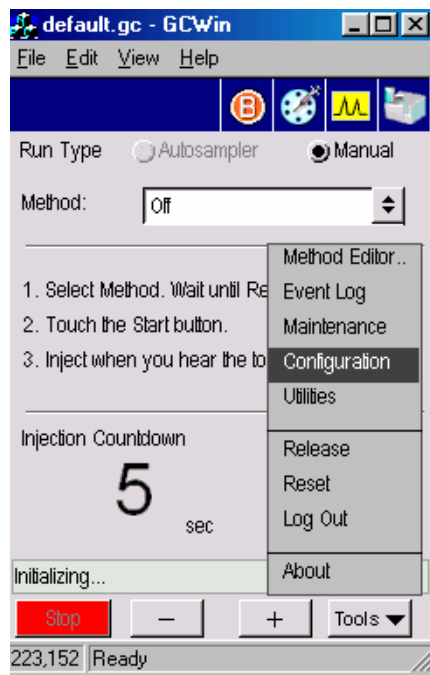 default.gc - GCWin
File Edit View Help
B
Run Type Autosampler Manual
Method: Off
Method Editor..
1. Select Method. Wait until Re
Event Log
2. Touch the Start button.
Maintenance
3. Inject when you hear the to
Configuration
Utilities
Injection Countdown
Release
5 sec
Reset
Log Out
Initializing...
About
Stop − + Tools
223,152 Ready